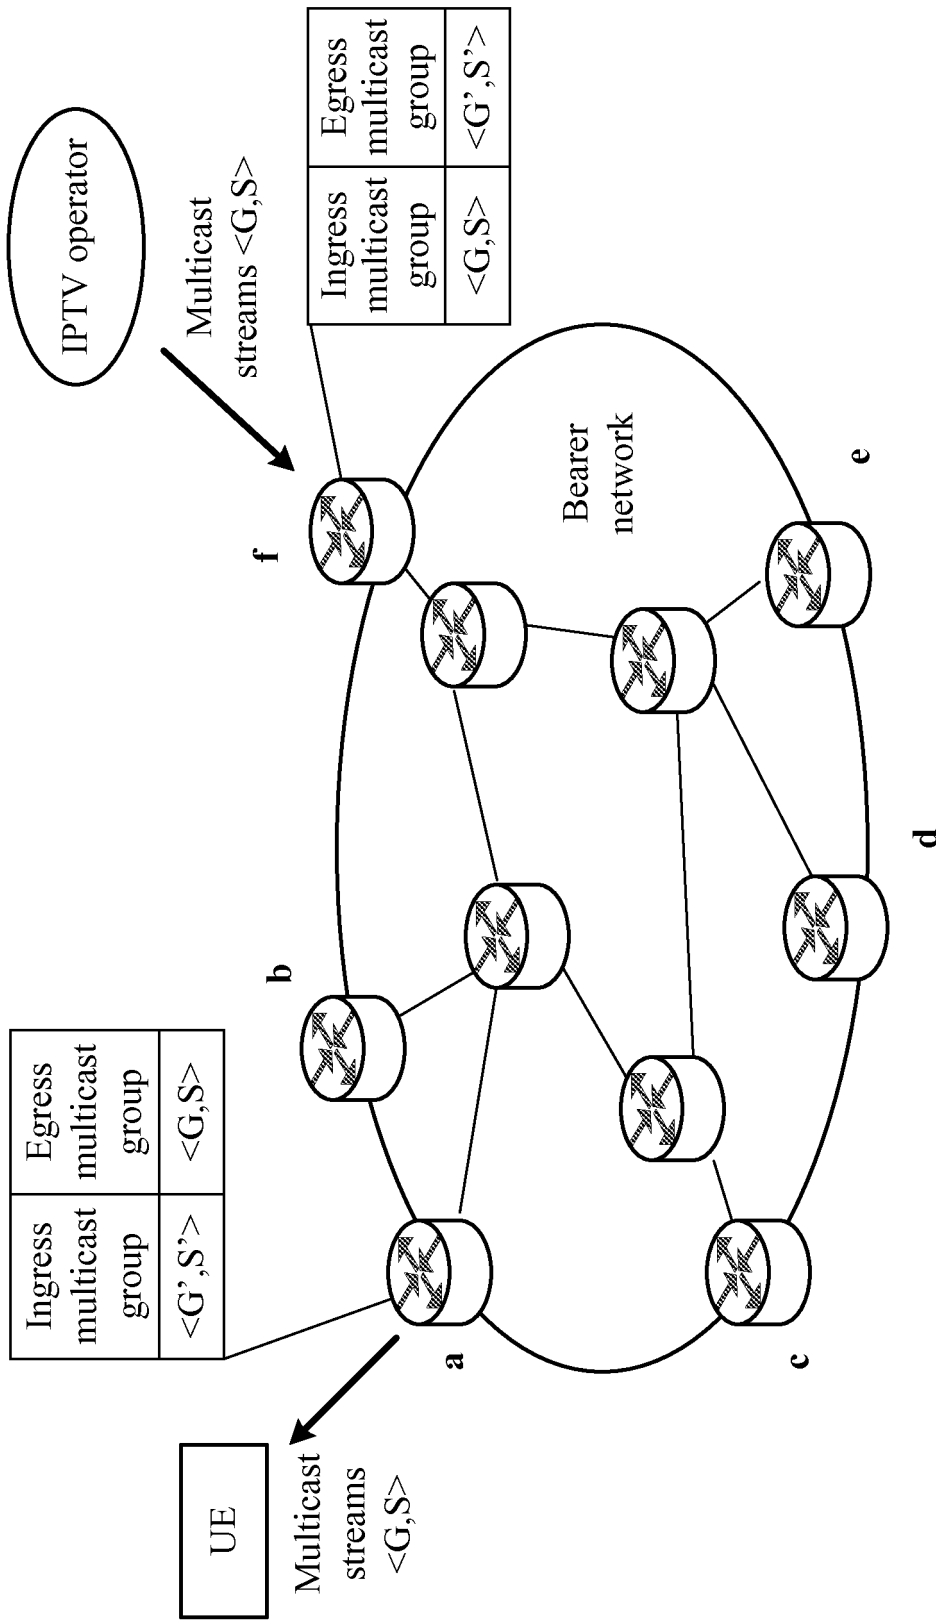 Ingress
multicast
group
Egress
multicast
group
<G’,S’>
<G,S>
IPTV operator
Multicast
streams <G,S>
Ingress
multicast
group
Egress
multicast
group
<G,S>
<G’,S’>
UE
Multicast
streams
<G,S>
a
b
f
Bearer
network
c
d
e